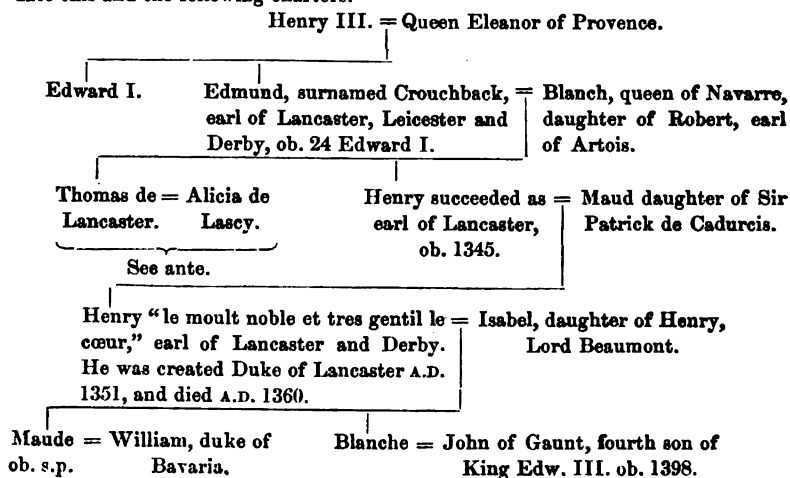 Henry III. = Queen Eleanor of Provence.
Edward I.
Edmund, surnamed Crouchback, =
earl of Lancaster, Leicester and
Derby, ob. 24 Edward I.
Blanch, queen of Navarre,
daughter of Robert, earl
of Artois.
Thomas de = Alicia de
Lancaster. Lascy.
See ante.
Henry succeeded as =
earl of Lancaster,
ob. 1345.
Maud daughter of Sir
Patrick de Cadurcis.
Henry "le moult noble et tres gentil le =
cœur," earl of Lancaster and Derby.
He was created Duke of Lancaster A.D.
1351, and died A.D. 1360.
Isabel, daughter of Henry,
Lord Beaumont.
Maude = William, duke of
ob. s.p. Bavaria.
Blanche = John of Gaunt, fourth son of
King Edw. III. ob. 1398.